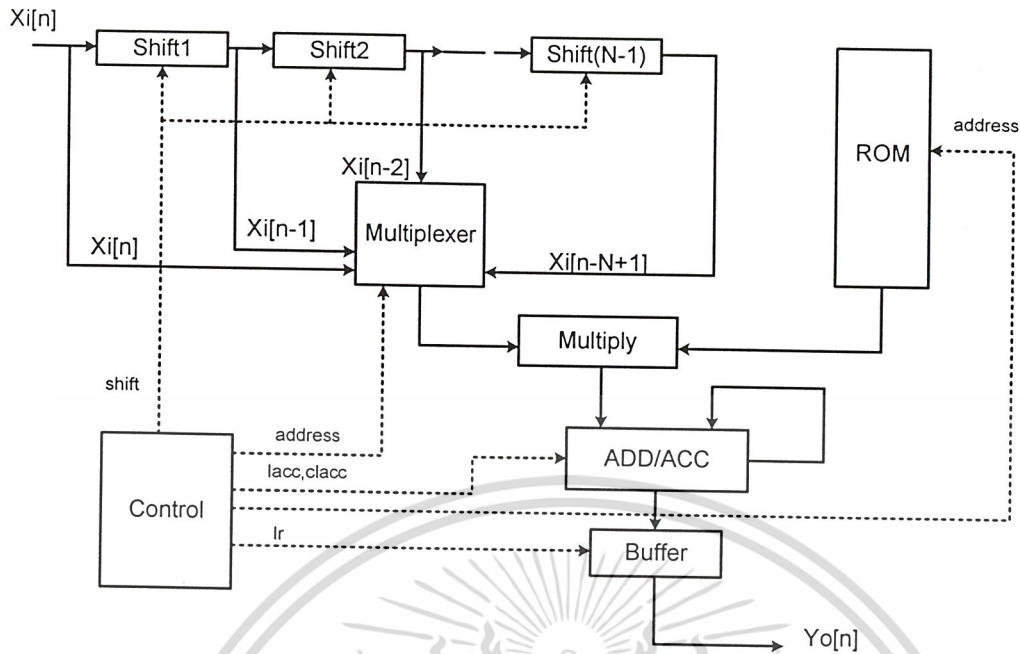 Xi[n]
Shift1
Shift2
Shift(N-1)
ROM
address
Xi[n-2]
Multiplexer
Xi[n-1]
Xi[n]
Xi[n-N+1]
Multiply
shift
address
lacc,clacc
ADD/ACC
Control
lr
Buffer
Yo[n]